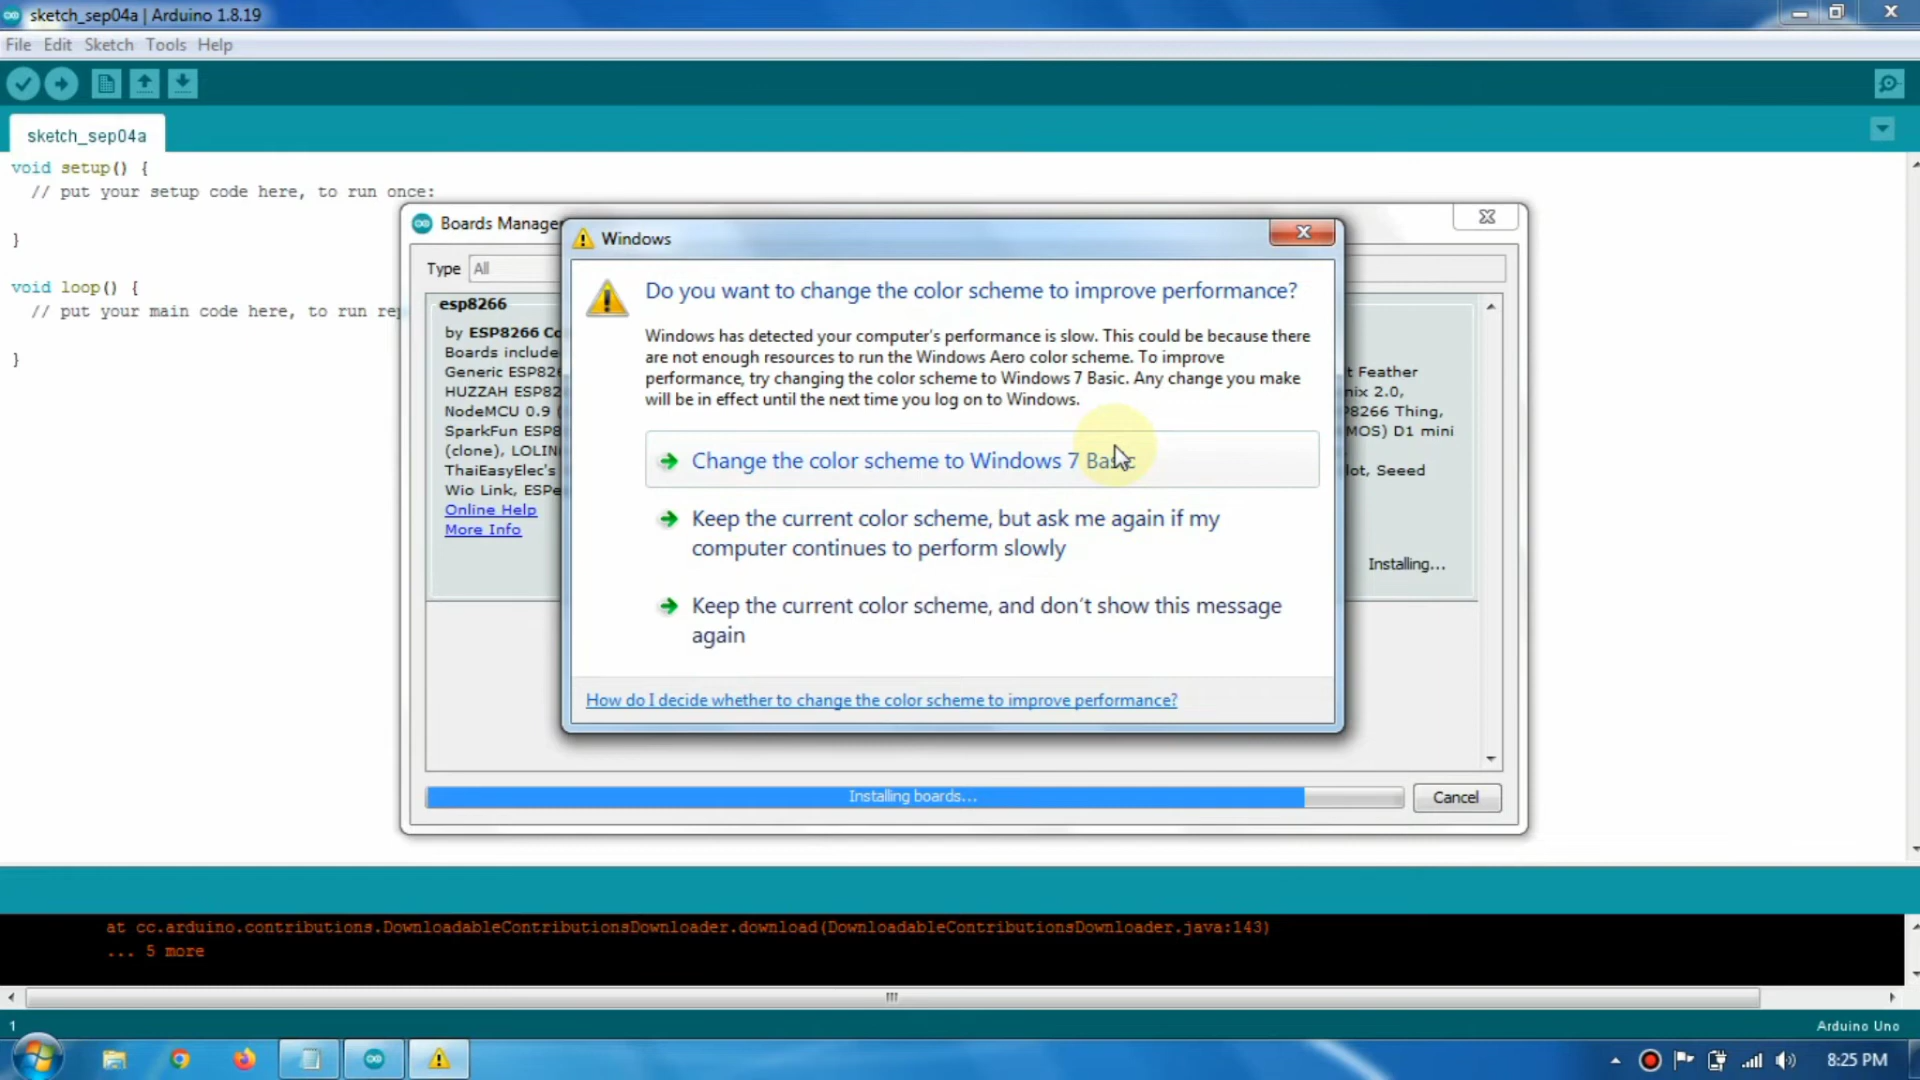 sketch_sep04a | Arduino 1.8.19
File Edit Sketch Tools Help
sketch_sep04a
void setup() {
// put your setup code here, to run once:
}
void loop() {
// put your main code here, to run rep
}
Boards Manager
Type All
esp8266
by ESP8266 Co
Boards include
Generic ESP826
HUZZAH ESP82
NodeMCU 0.9 (
SparkFun ESP8
(clone), LOLIN
ThaiEasyElec's
Wio Link, ESPe
Online Help
More Info
t Feather
nix 2.0,
P8266 Thing,
MOS) D1 mini
lot, Seeed
Installing...
Windows
Do you want to change the color scheme to improve performance?
Windows has detected your computer's performance is slow. This could be because there
are not enough resources to run the Windows Aero color scheme. To improve
performance, try changing the color scheme to Windows 7 Basic. Any change you make
will be in effect until the next time you log on to Windows.
Change the color scheme to Windows 7 Basic
Keep the current color scheme, but ask me again if my
computer continues to perform slowly
Keep the current color scheme, and don't show this message
again
How do I decide whether to change the color scheme to improve performance?
Installing boards...
Cancel
at cc.arduino.contributions.DownloadableContributionsDownloader.download(DownloadableContributionsDownloader.java:143)
... 5 more
1
Arduino Uno
8:25 PM